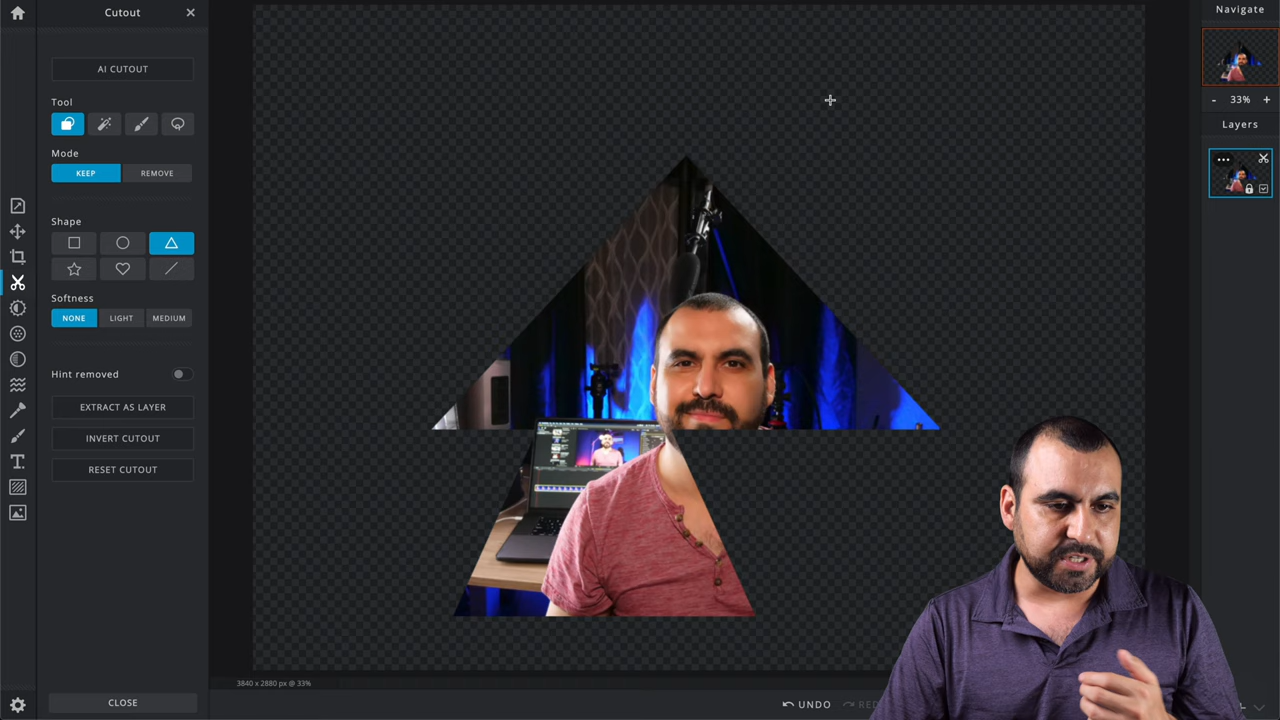 Cutout
AI CUTOUT
Tool
Mode
KEEP
REMOVE
Shape
Softness
NONE
LIGHT
MEDIUM
Hint removed
EXTRACT AS LAYER
INVERT CUTOUT
RESET CUTOUT
CLOSE
3840 x 2880 px @ 33%
UNDO
Navigate
- 33% +
Layers